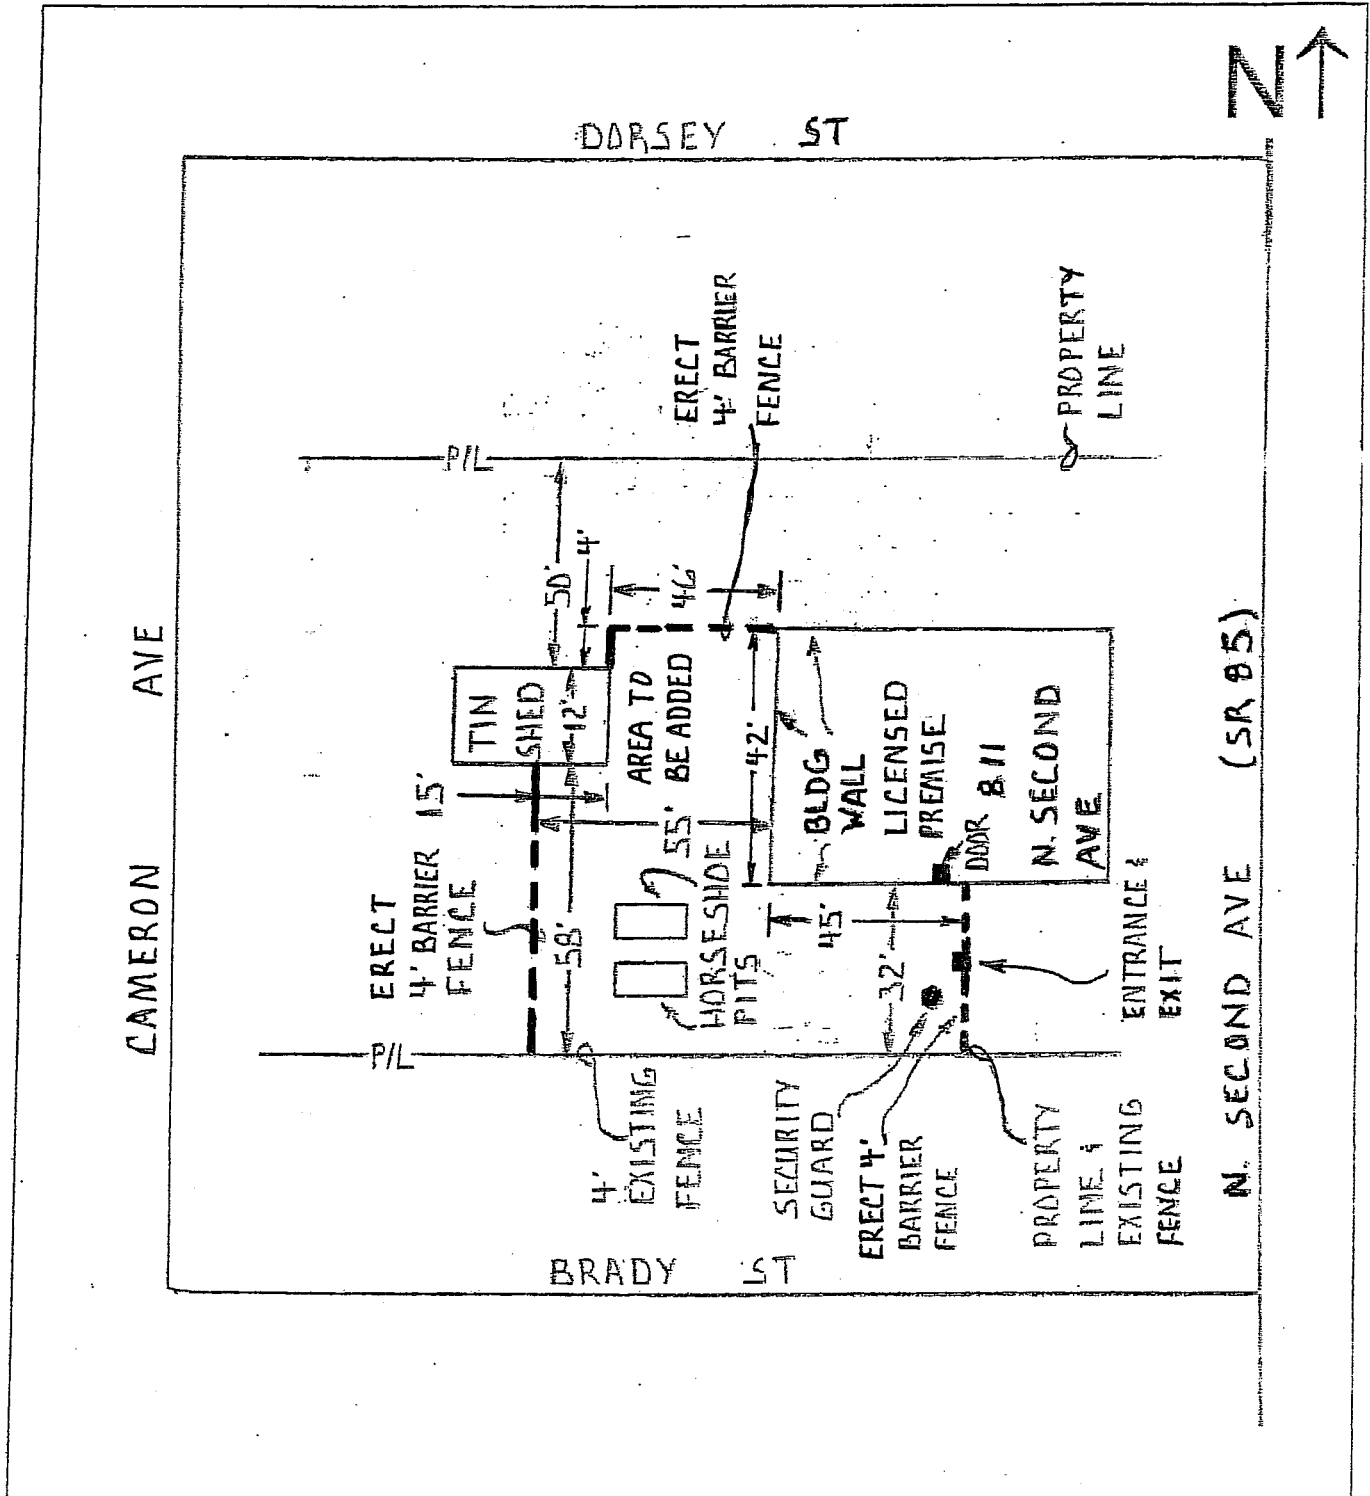 N
DORSEY ST
CAMERON AVE
P/L
ERECT
4' BARRIER
FENCE
PROPERTY
LINE
50'
4'
46'
TIN
SHED
12'
AREA TO
BE ADDED
42'
15'
ERECT
4' BARRIER
FENCE
58'
55'
HORSESHOE
PITS
BLDG
WALL
LICENSED
PREMISE
DOOR 811
N. SECOND
AVE
45'
32'
ENTRANCE &
EXIT
P/L
4'
EXISTING
FENCE
SECURITY
GUARD
ERECT 4'
BARRIER
FENCE
PROPERTY
LINE &
EXISTING
FENCE
BRADY ST
N. SECOND AVE (SR 85)